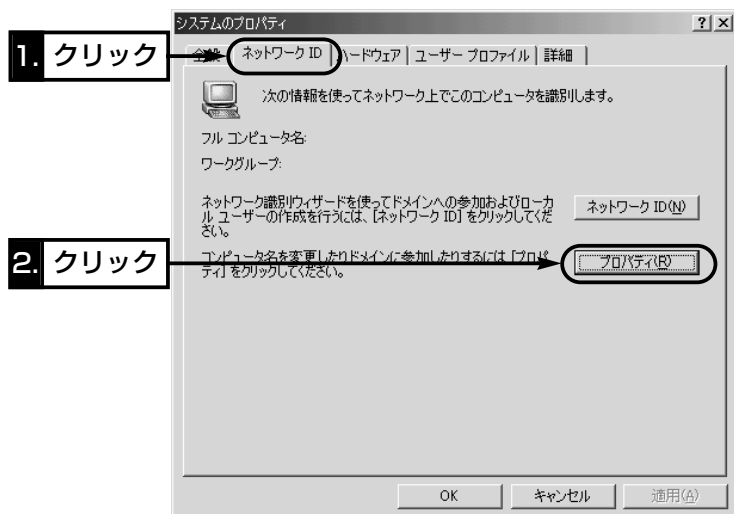 システムのプロパティ
1. クリック
全般 ネットワーク ID ハードウェア ユーザー プロファイル 詳細
次の情報を使ってネットワーク上でこのコンピュータを識別します。
フル コンピュータ名:
ワークグループ:
ネットワーク識別ウィザードを使ってドメインへの参加およびローカ
ル ユーザーの作成を行うには、[ネットワーク ID] をクリックしてくだ
さい。
ネットワーク ID(N)
2. クリック
コンピュータ名を変更したりドメインに参加したりするには [プロパ
ティ] をクリックしてください。
プロパティ(R)
OK キャンセル 適用(A)